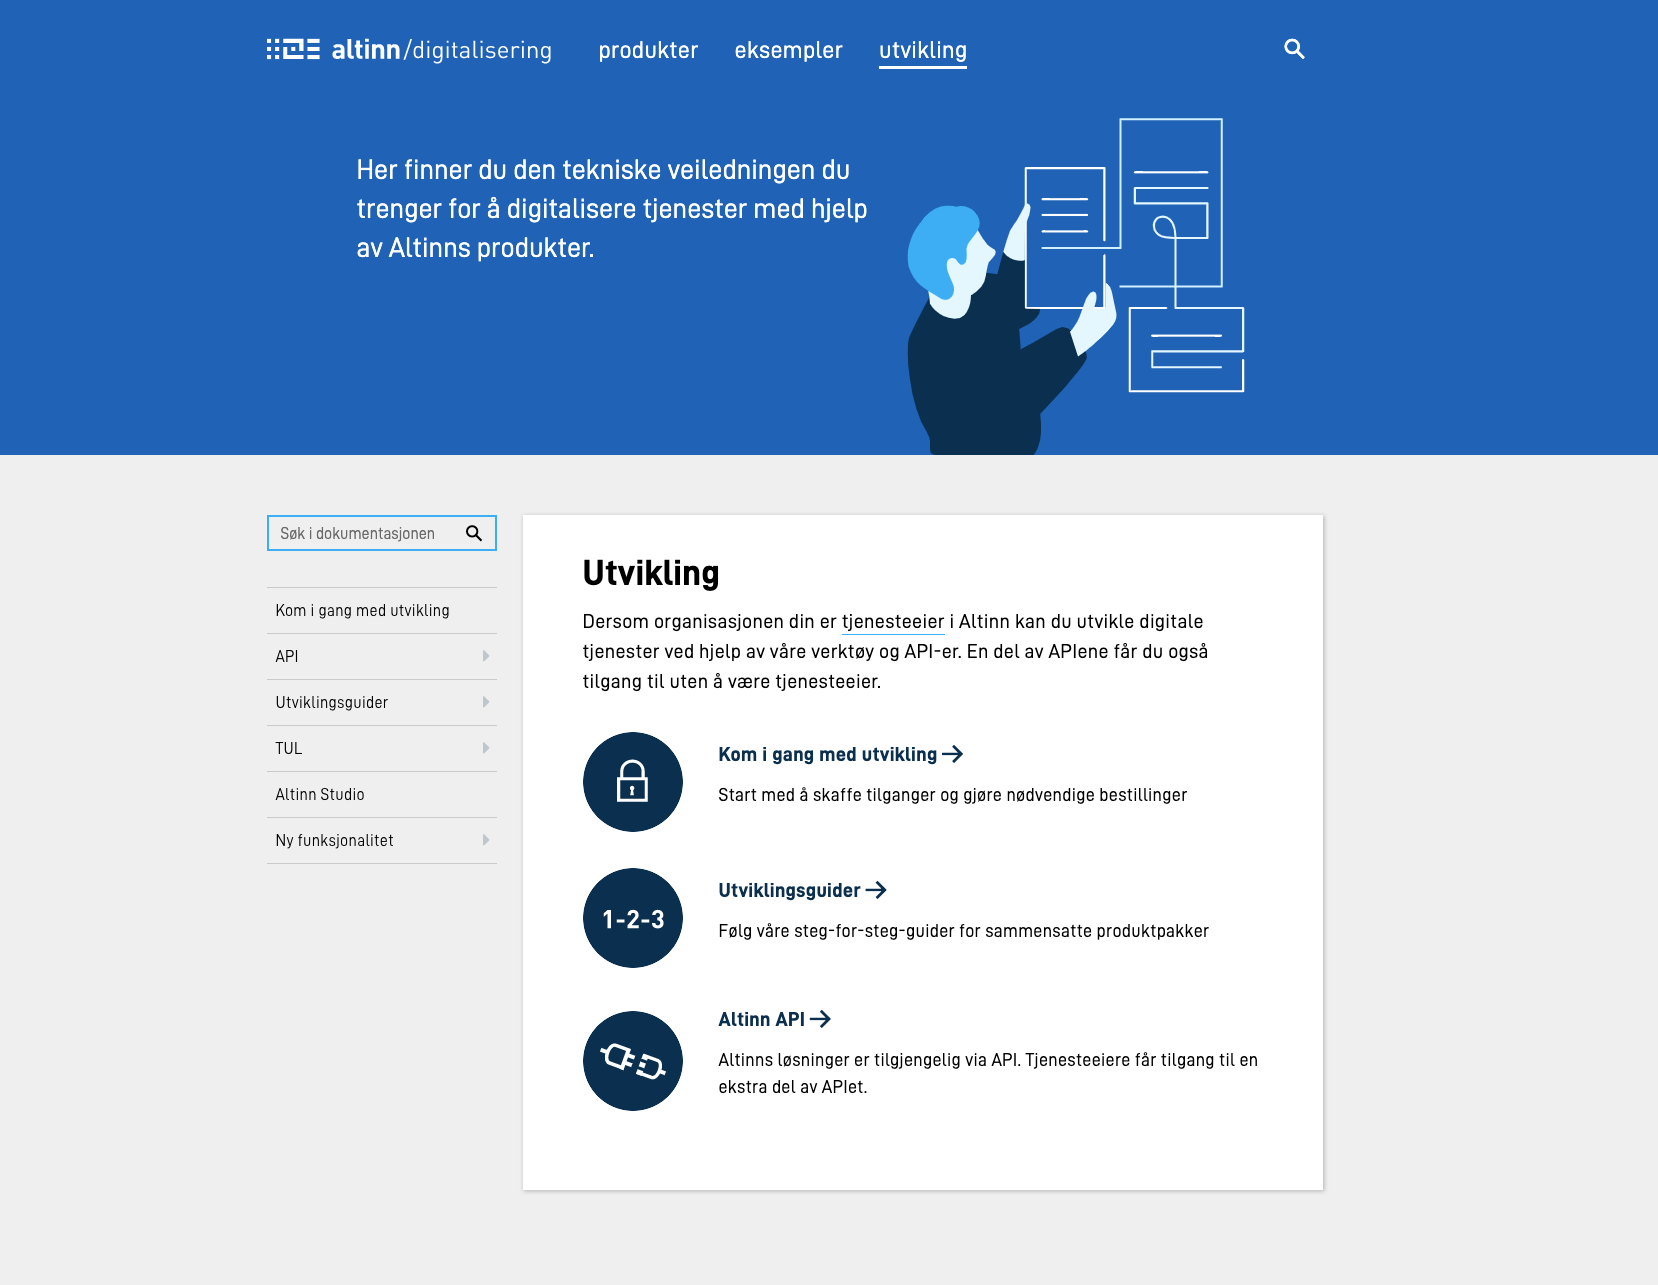 altinn/digitalisering produkter eksempler utvikling
Her finner du den tekniske veiledningen du
trenger for å digitalisere tjenester med hjelp
av Altinns produkter.
Søk i dokumentasjonen
Kom i gang med utvikling
API
Utviklingsguider
TUL
Altinn Studio
Ny funksjonalitet
Utvikling
Dersom organisasjonen din er tjenesteeier i Altinn kan du utvikle digitale
tjenester ved hjelp av våre verktøy og API-er. En del av APIene får du også
tilgang til uten å være tjenesteeier.
Kom i gang med utvikling
Start med å skaffe tilganger og gjøre nødvendige bestillinger
1-2-3
Utviklingsguider
Følg våre steg-for-steg-guider for sammensatte produktpakker
Altinn API
Altinns løsninger er tilgjengelig via API. Tjenesteeiere får tilgang til en
ekstra del av APIet.